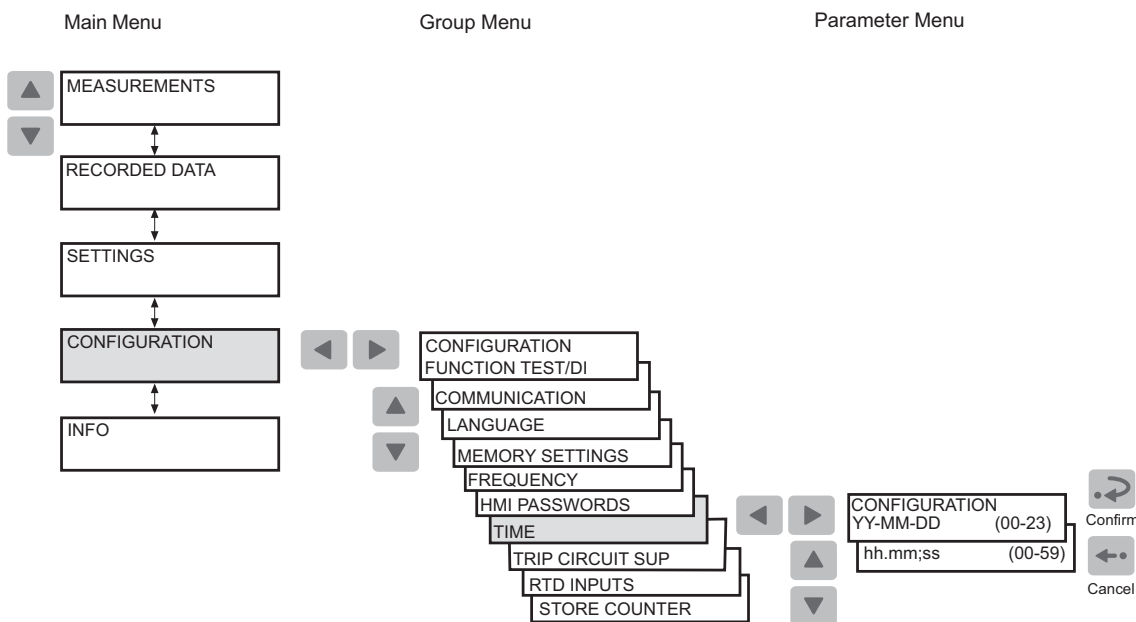 Main Menu
Group Menu
Parameter Menu
MEASUREMENTS
RECORDED DATA
SETTINGS
CONFIGURATION
INFO
CONFIGURATION
FUNCTION TEST/DI
COMMUNICATION
LANGUAGE
MEMORY SETTINGS
FREQUENCY
HMI PASSWORDS
TIME
TRIP CIRCUIT SUP
RTD INPUTS
STORE COUNTER
CONFIGURATION
YY-MM-DD (00-23)
hh.mm;ss (00-59)
Confirm
Cancel